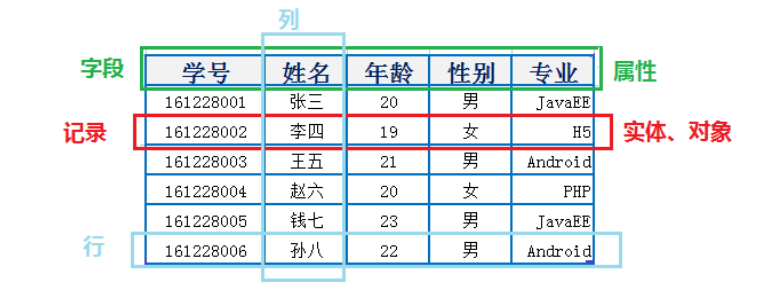 列
字段 学号 姓名 年龄 性别 专业 属性
161228001 张三 20 男 JavaEE
记录 161228002 李四 19 女 H5 实体、对象
161228003 王五 21 男 Android
161228004 赵六 20 女 PHP
161228005 钱七 23 男 JavaEE
行 161228006 孙八 22 男 Android